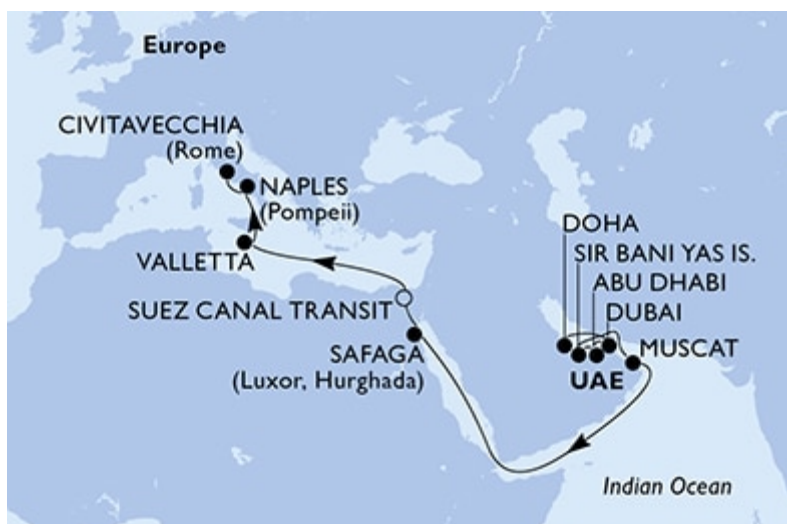 Europe
CIVITAVECCHIA
(Rome)
NAPLES
(Pompeii)
VALLETTA
SUEZ CANAL TRANSIT
SAFAGA
(Luxor, Hurghada)
DOHA
SIR BANI YAS IS.
ABU DHABI
DUBAI
MUSCAT
UAE
Indian Ocean